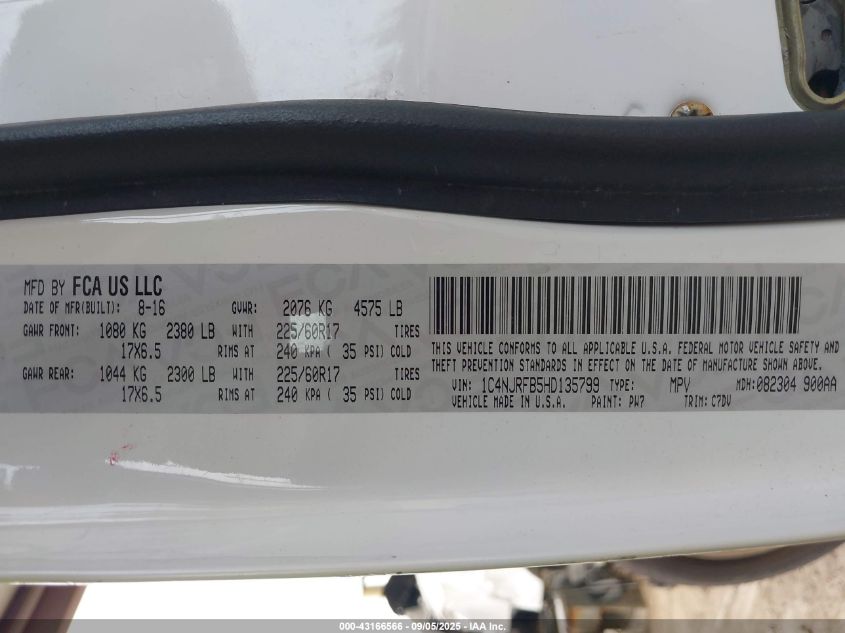 MFD BY FCA US LLC
DATE OF MFR(BUILT): 8-16 GVWR: 2076 KG 4575 LB
GAWR FRONT: 1080 KG 2380 LB WITH 225/60R17 TIRES
17X6.5 RIMS AT 240 KPA ( 35 PSI) COLD
GAWR REAR: 1044 KG 2300 LB WITH 225/60R17 TIRES
17X6.5 RIMS AT 240 KPA ( 35 PSI) COLD
THIS VEHICLE CONFORMS TO ALL APPLICABLE U.S.A. FEDERAL MOTOR VEHICLE SAFETY AND
THEFT PREVENTION STANDARDS IN EFFECT ON THE DATE OF MANUFACTURE SHOWN ABOVE.
VIN: 1C4NJRFB5HD135799 TYPE: MPV MDH:082304 900AA
VEHICLE MADE IN U.S.A. PAINT: PW7 TRIM: C7DV
000-43166566 - 09/05/2025 - IAA, Inc.